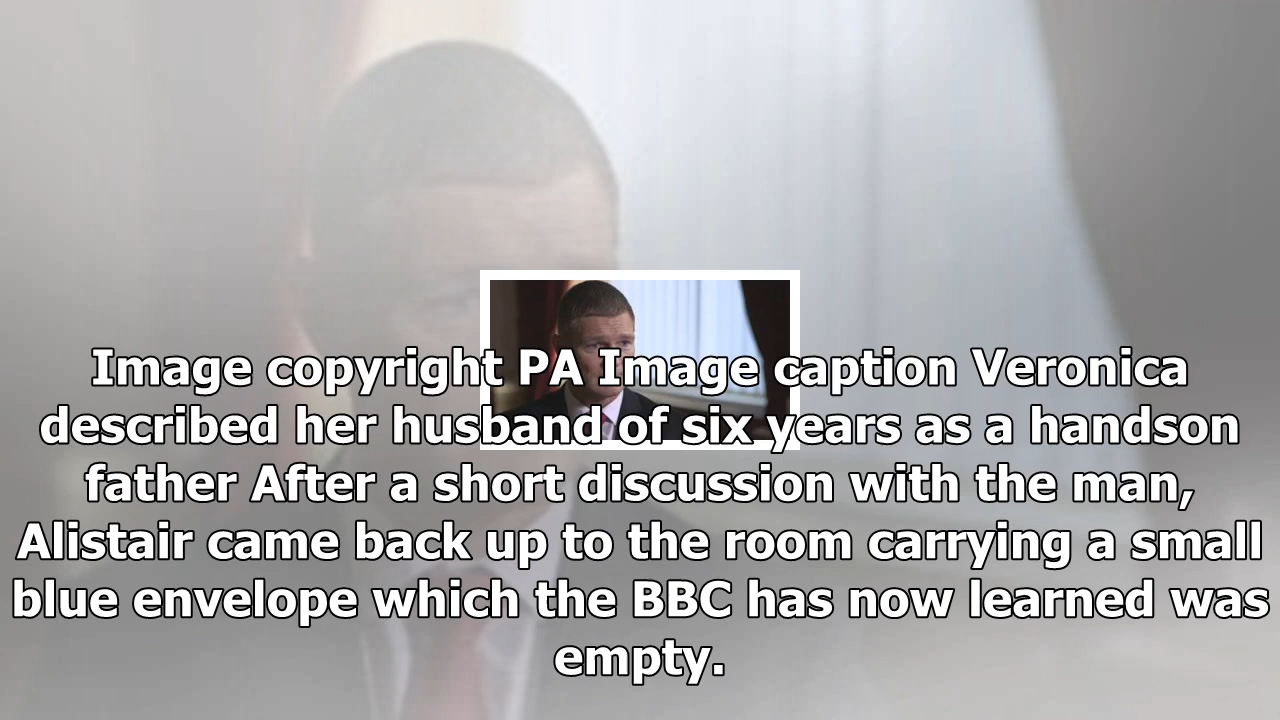 Image copyright PA Image caption Veronica
described her husband of six years as a handson
father After a short discussion with the man,
Alistair came back up to the room carrying a small
blue envelope which the BBC has now learned was
empty.